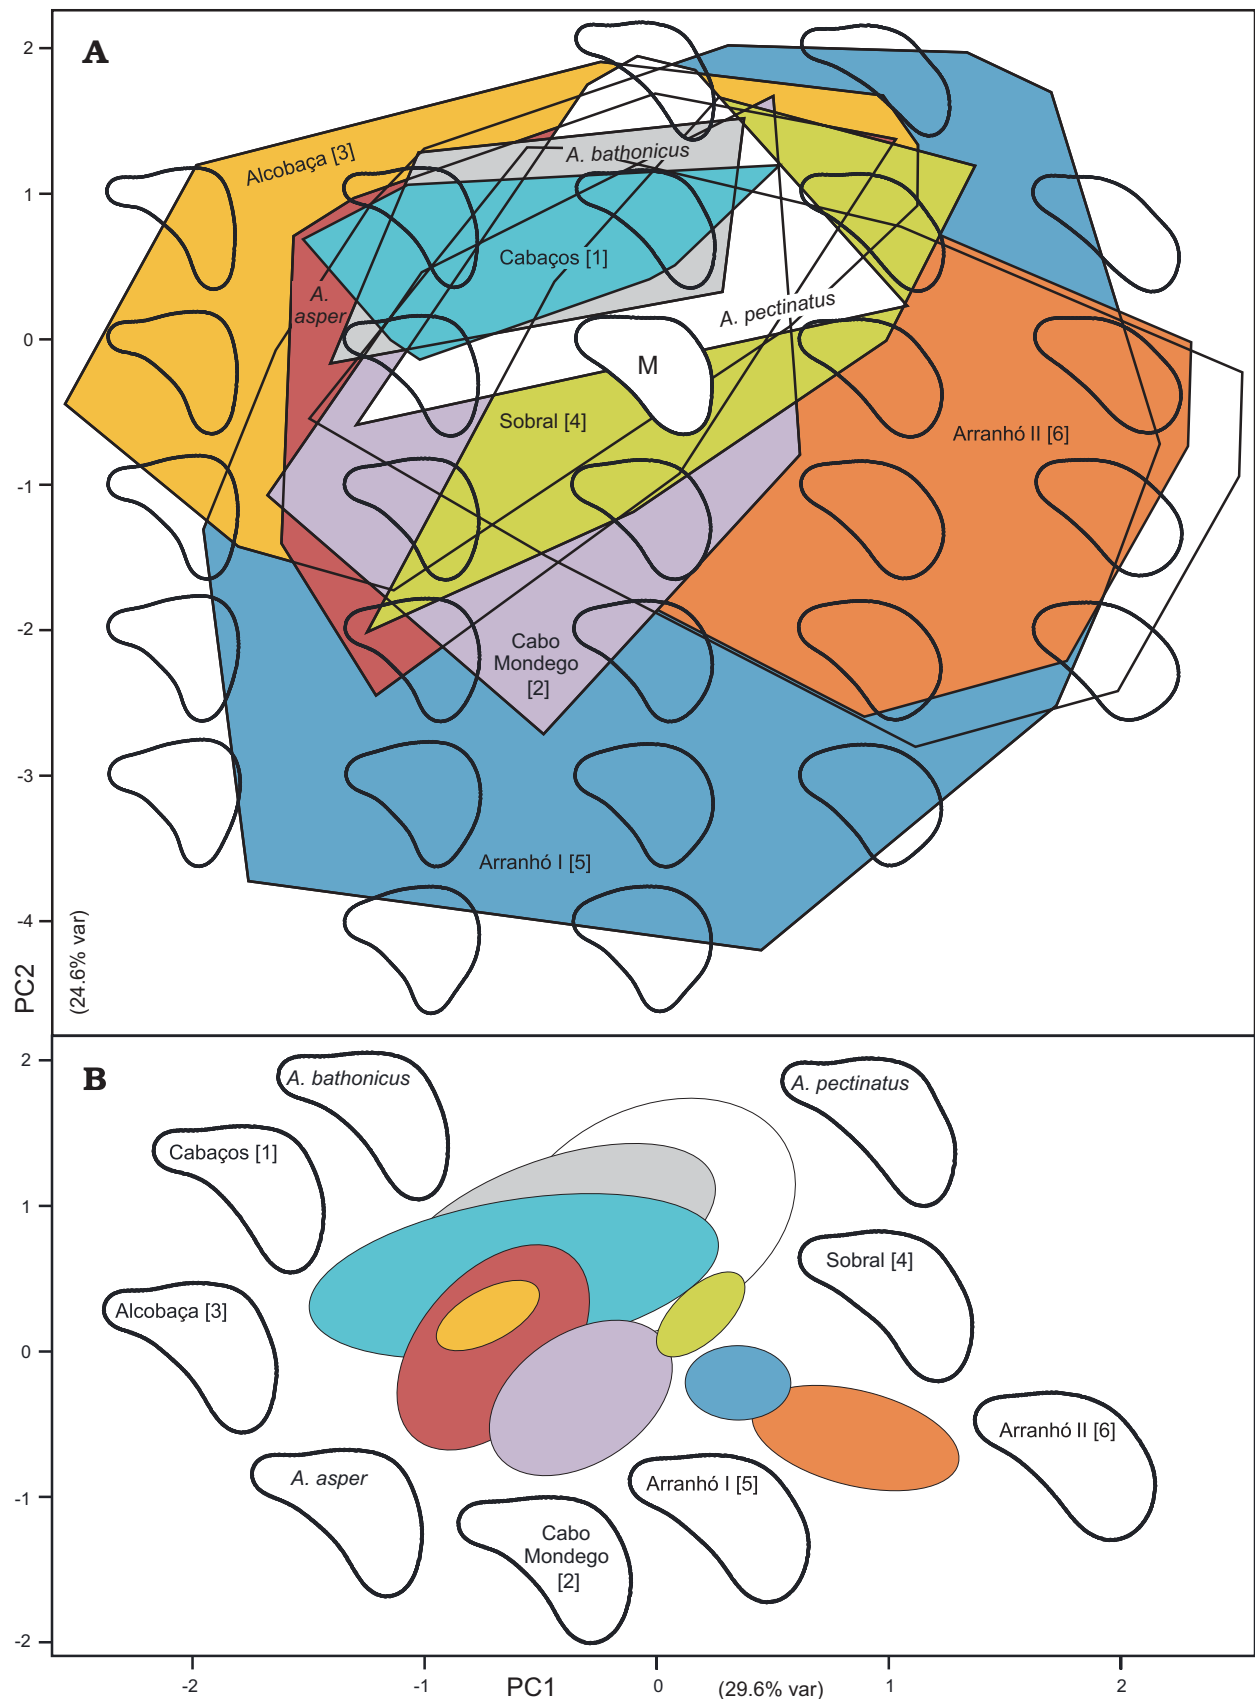 A
2
1
0
-1
-2
-3
-4
PC2
(24.6% var)
Alcobaça [3]
A. bathonicus
Cabaços [1]
A.
asper
A. pectinatus
M
Sobral [4]
Arranhó II [6]
Cabo
Mondego
[2]
Arranhó I [5]
B
2
1
0
-1
-2
A. bathonicus
A. pectinatus
Cabaços [1]
Sobral [4]
Alcobaça [3]
Arranhó II [6]
A. asper
Arranhó I [5]
Cabo
Mondego
[2]
-2
-1
PC1
0
(29.6% var)
1
2